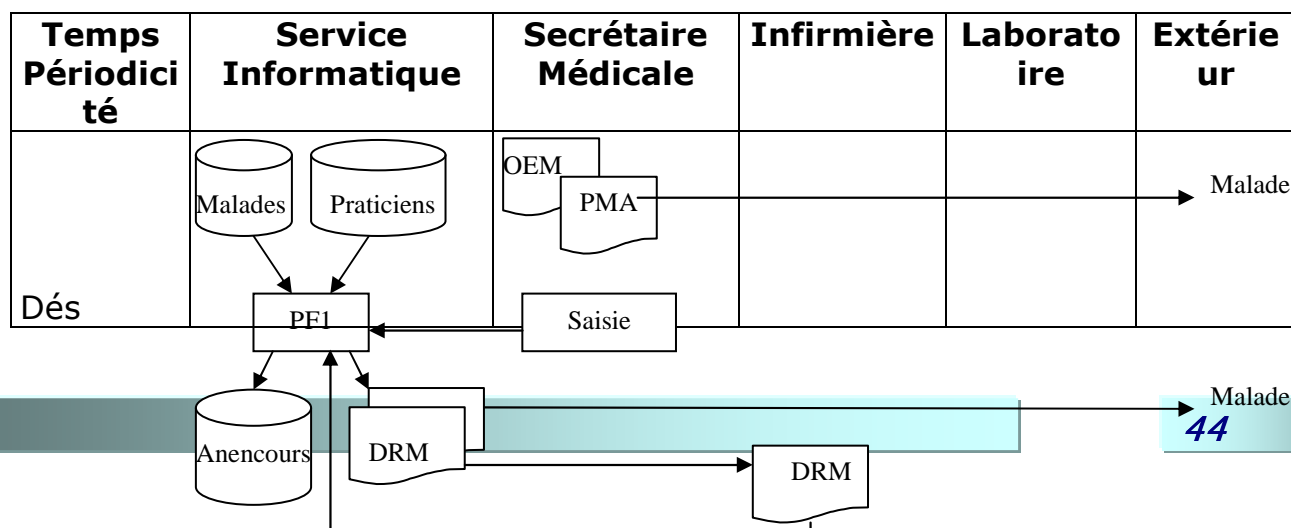 Temps
Périodici
té
Service
Informatique
Secrétaire
Médicale
Infirmière
Laborato
ire
Extérie
ur
OEM
PMA
Malade
Malades
Praticiens
Dés
PF1
Saisie
Malade
44
Anencours
DRM
DRM